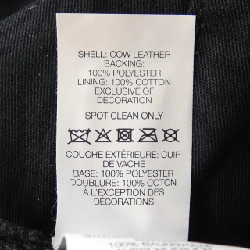 SHELL: COW LEATHER
BACKING:
100% POLYESTER
LINING: 100% COTTON
EXCLUSIVE OF
DECORATION
SPOT CLEAN ONLY
COUCHE EXTÉRIEURE: CUIR
DE VACHE
BASE: 100% POLYESTER
DOUBLURE: 100% COTON
À L'EXCEPTION DES
DÉCORATIONS